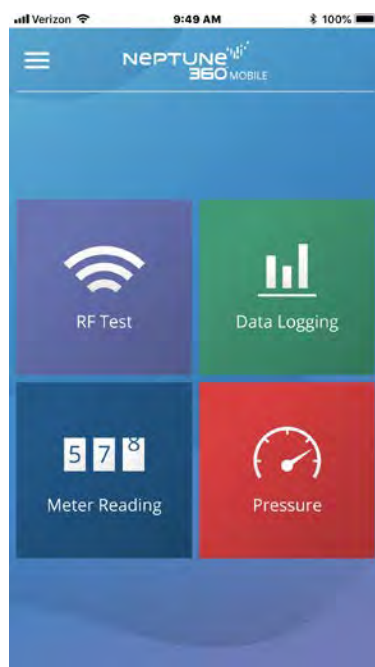 Verizon 9:49 AM 100%
NEPTUNE
360 MOBILE
RF Test
Data Logging
5 7 8
Meter Reading
Pressure